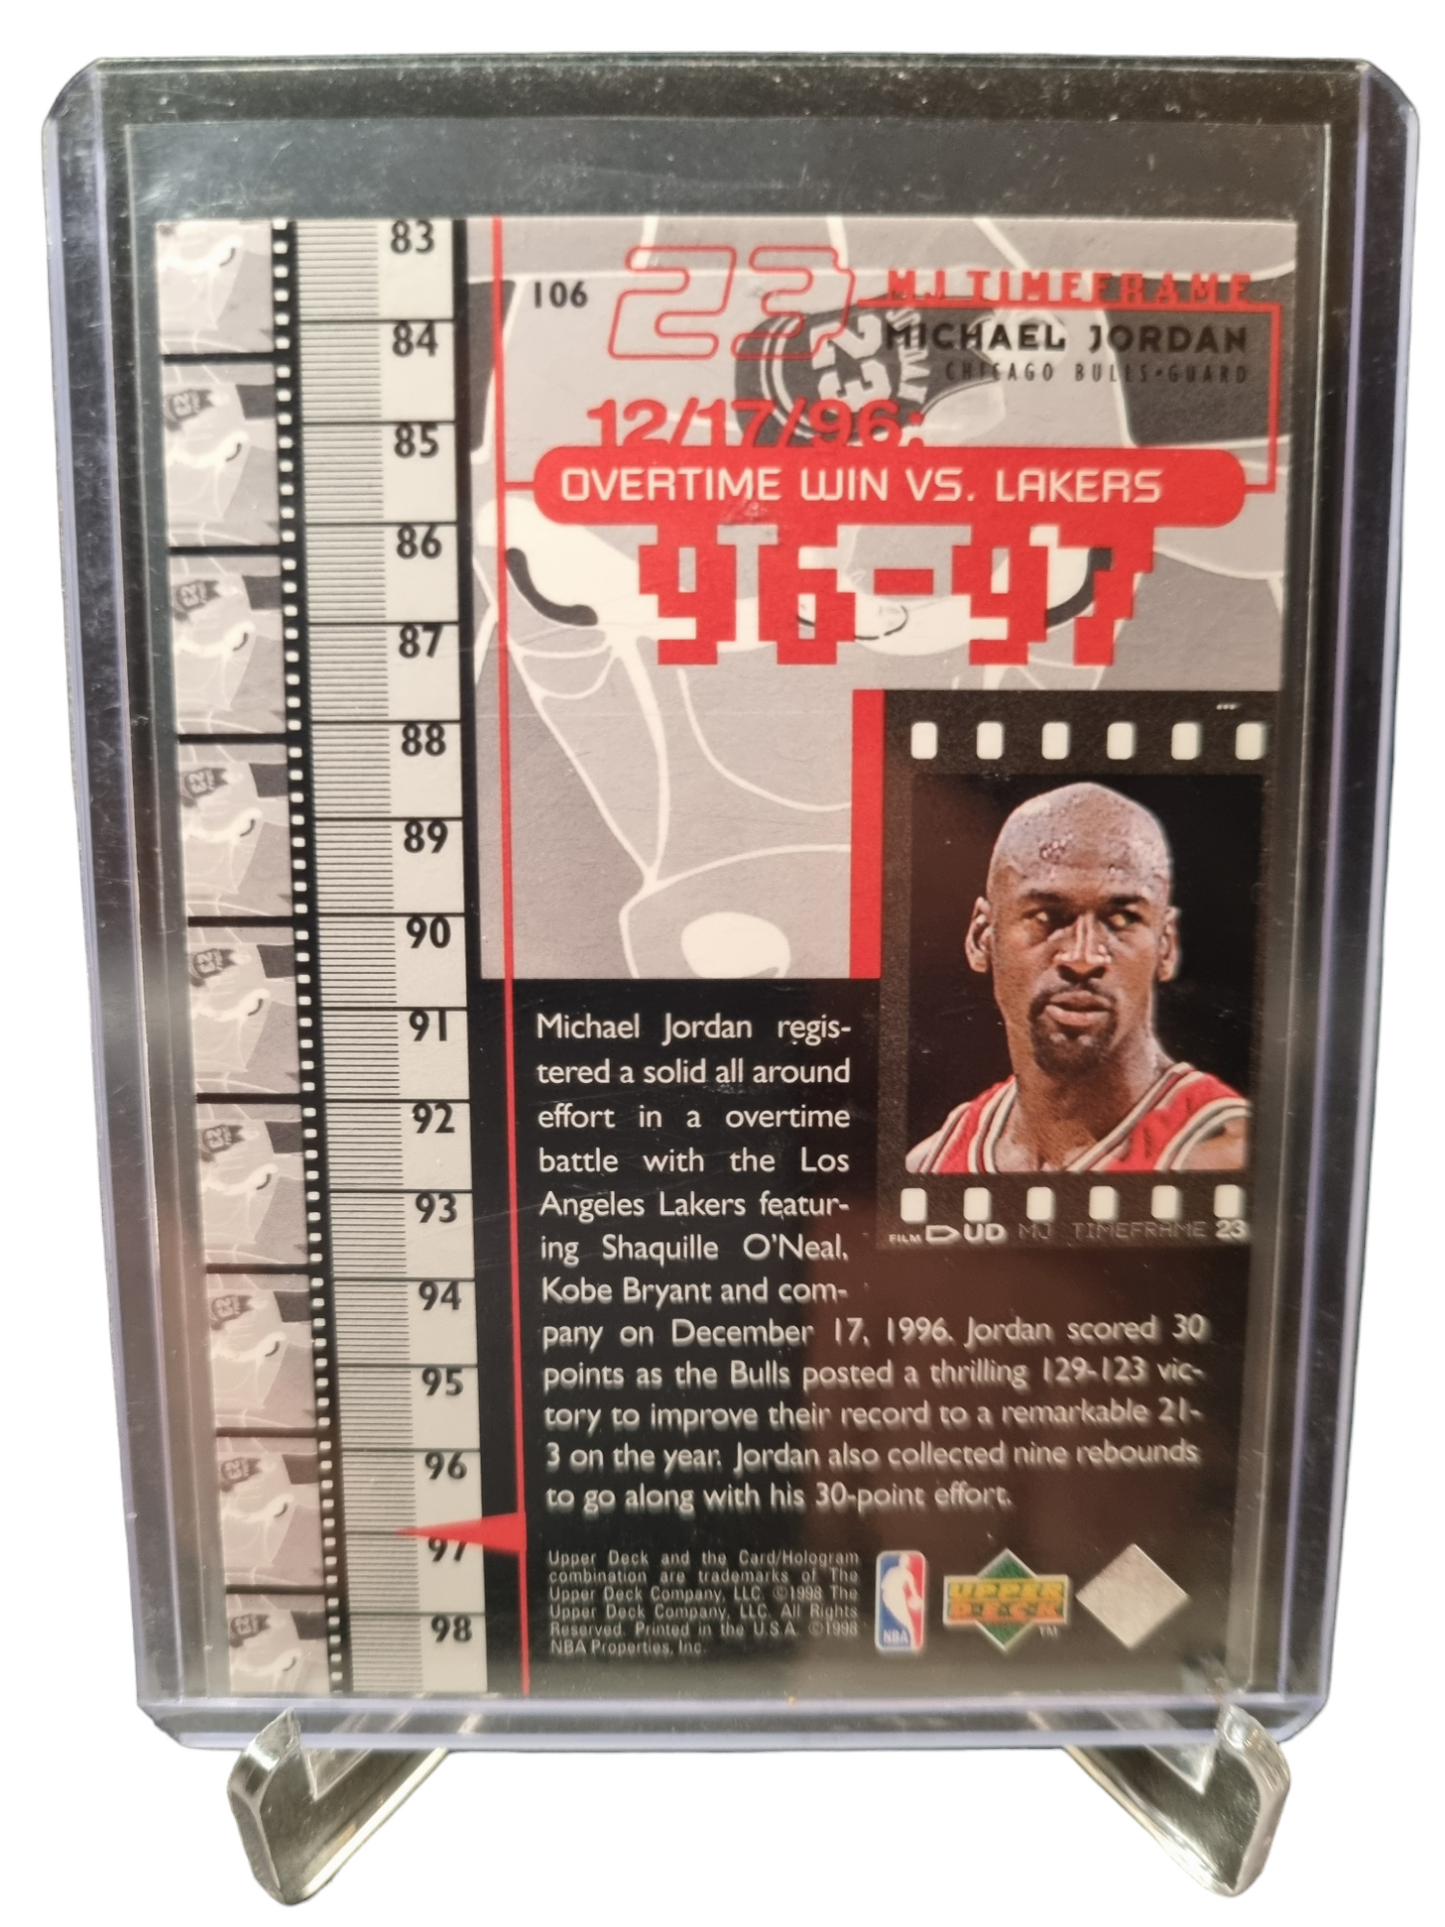 83
84
85
86
87
88
89
90
91
92
93
94
95
96
97
98
106
23
MJ TIMEFRAME
MICHAEL JORDAN
CHICAGO BULLS•GUARD
12/17/96:
OVERTIME WIN VS. LAKERS
96-97
Michael Jordan regis-
tered a solid all around
effort in a overtime
battle with the Los
Angeles Lakers featur-
ing Shaquille O'Neal,
Kobe Bryant and com-
pany on December 17, 1996. Jordan scored 30
points as the Bulls posted a thrilling 129-123 vic-
tory to improve their record to a remarkable 21-
3 on the year. Jordan also collected nine rebounds
to go along with his 30-point effort.
FILM UD MJ TIMEFRAME 23
Upper Deck and the Card/Hologram
combination are trademarks of The
Upper Deck Company, LLC. ©1998 The
Upper Deck Company, LLC. All Rights
Reserved. Printed in the U.S.A. ©1998
NBA Properties, Inc.
NBA
UPPER
DECK
TM